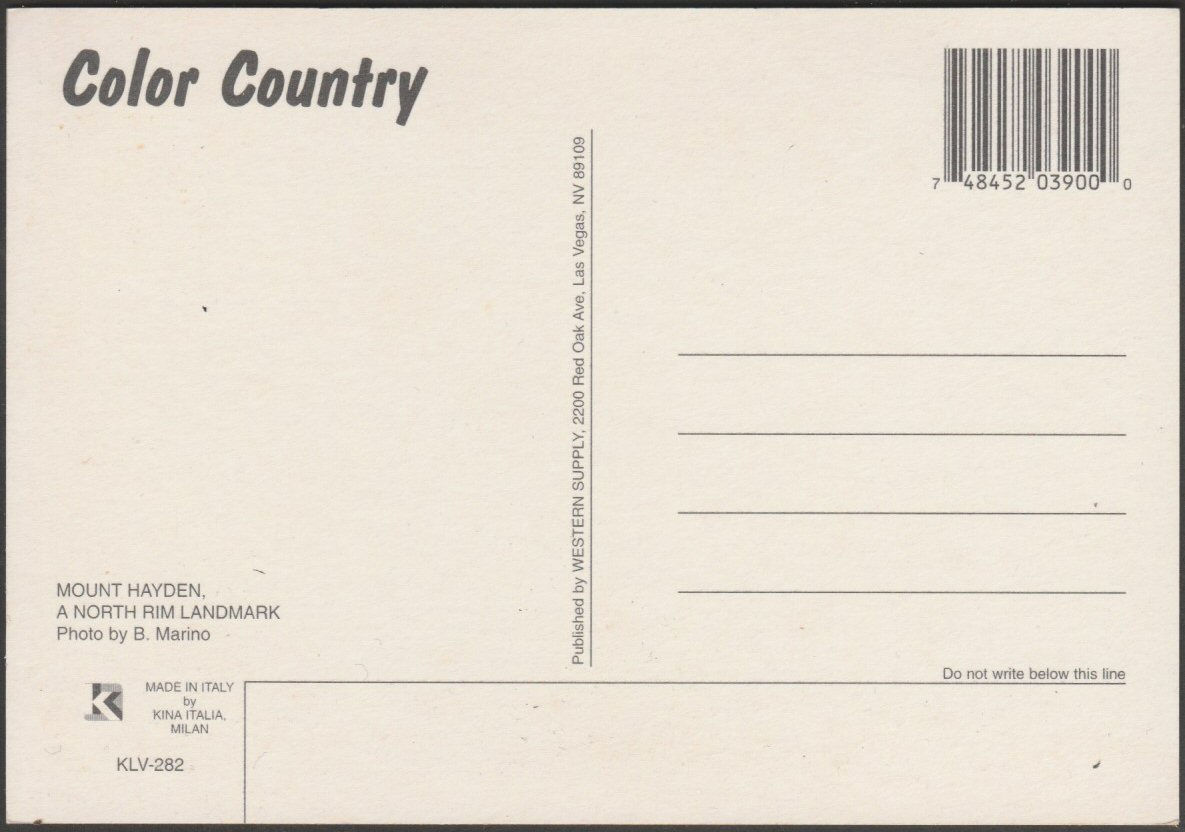 Color Country
7 48452 03900 0
Published by WESTERN SUPPLY, 2200 Red Oak Ave, Las Vegas, NV 89109
MOUNT HAYDEN,
A NORTH RIM LANDMARK
Photo by B. Marino
Do not write below this line
K
MADE IN ITALY
by
KINA ITALIA,
MILAN
KLV-282